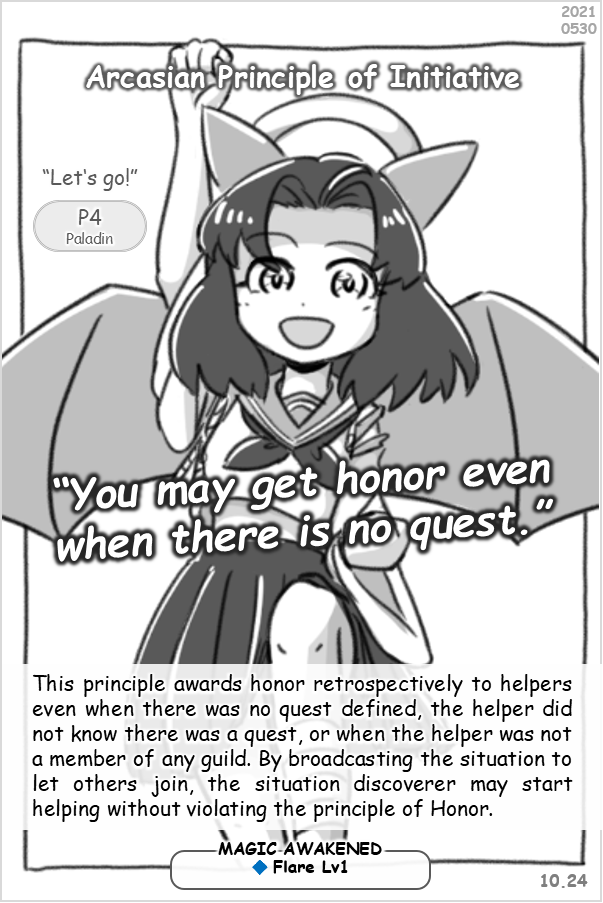 2021
0530
Arcasian Principle of Initiative
“Let's go!”
P4
Paladin
“You may get honor even
when there is no quest.”
This principle awards honor retrospectively to helpers
even when there was no quest defined, the helper did
not know there was a quest, or when the helper was not
a member of any guild. By broadcasting the situation to
let others join, the situation discoverer may start
helping without violating the principle of Honor.
MAGIC AWAKENED
Flare Lv1
10.24